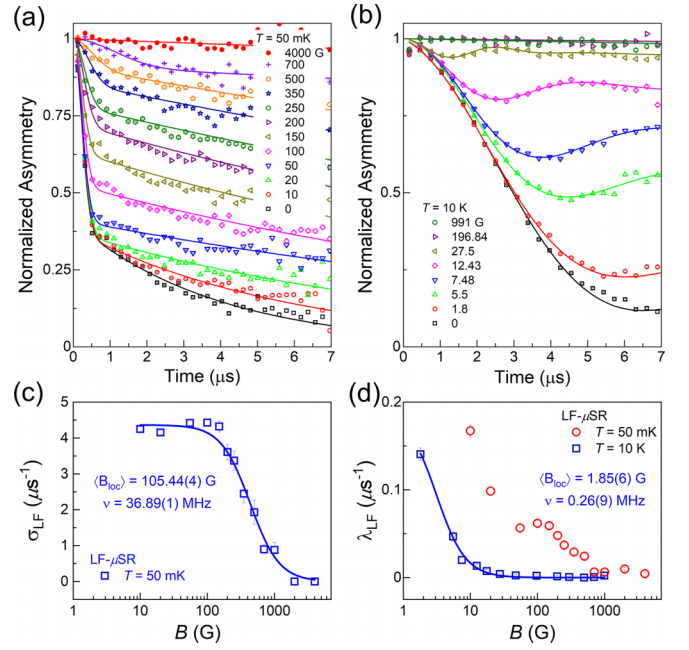 (a)
Normalized Asymmetry
1
0.75
0.5
0.25
0
0 1 2 3 4 5 6 7
Time (μs)
T = 50 mK
4000 G
700
500
350
250
200
150
100
50
20
10
0
(b)
Normalized Asymmetry
1
0.75
0.5
0.25
0
0 1 2 3 4 5 6 7
Time (μs)
T = 10 K
991 G
196.84
27.5
12.43
7.48
5.5
1.8
0
(c)
σLF (μs-1)
5
4
3
2
1
0
1 10 100 1000
B (G)
⟨Bloc⟩ = 105.44(4) G
ν = 36.89(1) MHz
LF-μSR
T = 50 mK
(d)
λLF (μs-1)
0.2
0.1
0
1 10 100 1000
B (G)
LF-μSR
T = 50 mK
T = 10 K
⟨Bloc⟩ = 1.85(6) G
ν = 0.26(9) MHz